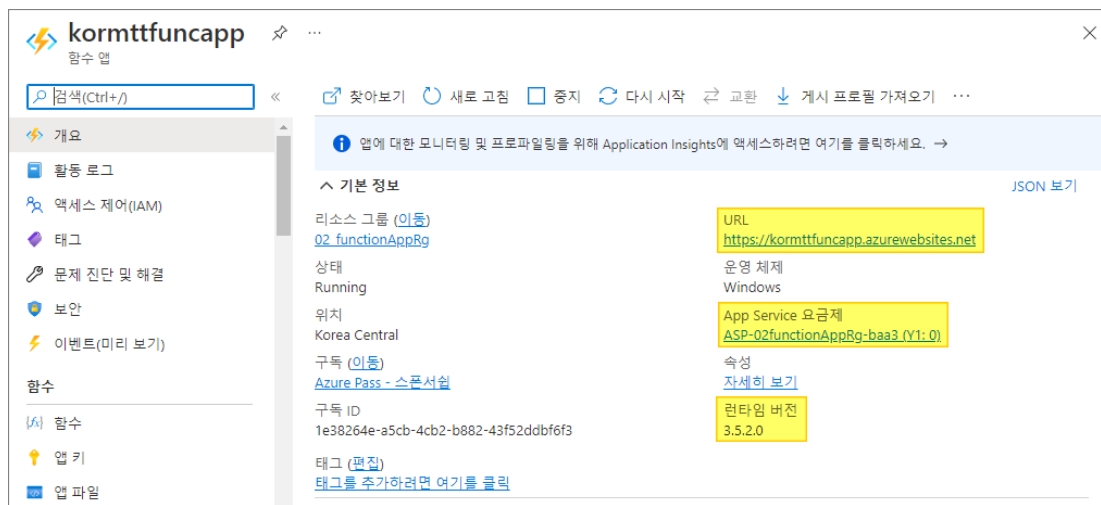 kormttfuncapp
함수 앱
검색(Ctrl+/)
개요
활동 로그
액세스 제어(IAM)
태그
문제 진단 및 해결
보안
이벤트(미리 보기)
함수
함수
앱 키
앱 파일
찾아보기 새로 고침 중지 다시 시작 교환 게시 프로필 가져오기 ...
앱에 대한 모니터링 및 프로파일링을 위해 Application Insights에 액세스하려면 여기를 클릭하세요. →
기본 정보
JSON 보기
리소스 그룹 (이동)
02_functionAppRg
상태
Running
위치
Korea Central
구독 (이동)
Azure Pass - 스폰서쉽
구독 ID
1e38264e-a5cb-4cb2-b882-43f52ddbf6f3
태그 (편집)
태그를 추가하려면 여기를 클릭
URL
https://kormttfuncapp.azurewebsites.net
운영 체제
Windows
App Service 요금제
ASP-02functionAppRg-baa3 (Y1: 0)
속성
자세히 보기
런타임 버전
3.5.2.0